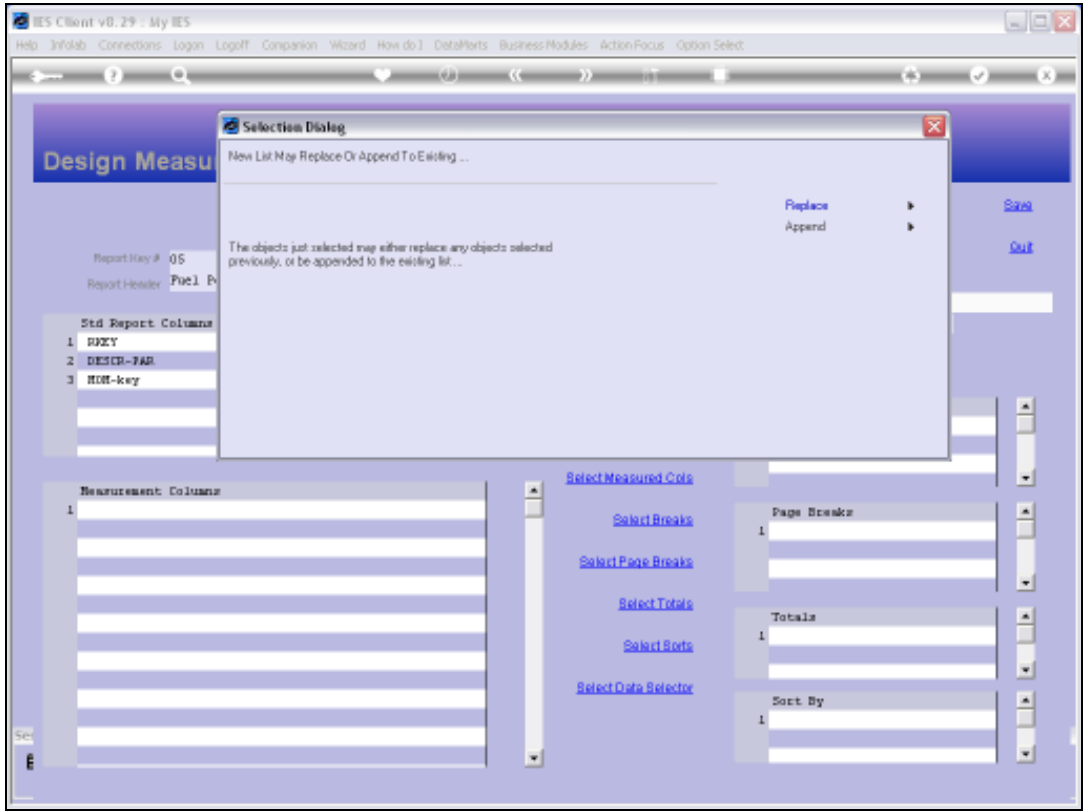 IES Client v0.29 : My IES
Help Infolab Connections Logon Logoff Companion Wizard How do I DataMarts Business Modules Action Focus Option Select
Selection Dialog
New List May Replace Or Append To Existing ...
Design Measu
Replace
Save
Append
The objects just selected may either replace any objects selected
previously, or be appended to the existing list ...
Quit
Report Key # 05
Report Header Fuel P
Std Report Columns
1 RKEY
2 DESCR-PAR
3 MDM-key
Select Measured Cols
Measurement Columns
1
Select Breaks
Page Breaks
1
Select Page Breaks
Select Totals
Totals
1
Select Sorts
Select Data Selector
Sort By
1
Se